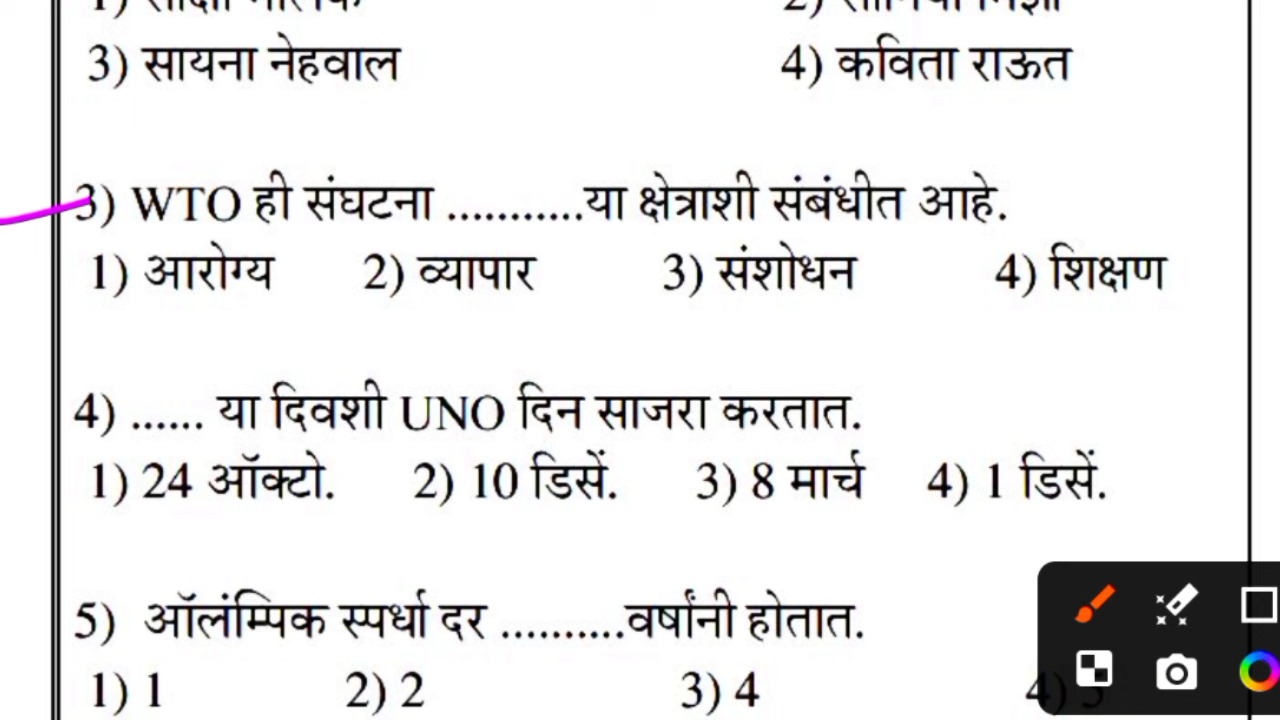 3) सायना नेहवाल 4) कविता राऊत
3) WTO ही संघटना ...........या क्षेत्राशी संबंधीत आहे.
1) आरोग्य 2) व्यापार 3) संशोधन 4) शिक्षण
4) ...... या दिवशी UNO दिन साजरा करतात.
1) 24 ऑक्टो. 2) 10 डिसें. 3) 8 मार्च 4) 1 डिसें.
5) ऑलंम्पिक स्पर्धा दर ..........वर्षांनी होतात.
1) 1 2) 2 3) 4